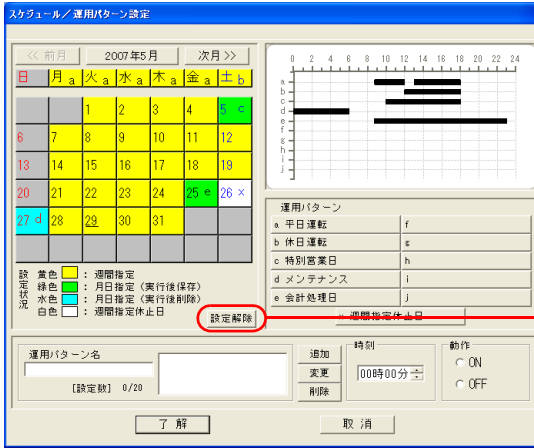 スケジュール／運用パターン設定
<< 前月
2007年5月
次月 >>
日 月 a 火 a 水 a 木 a 金 a 土 b
1 2 3 4 5 c
6 7 8 9 10 11 12
13 14 15 16 17 18 19
20 21 22 23 24 25 e 26 ×
27 d 28 29 30 31
設定状況
黄色 ： 週間指定
緑色 ： 月日指定（実行後保存）
水色 ： 月日指定（実行後削除）
白色 ： 週間指定休止日
設定解除
0 2 4 6 8 10 12 14 16 18 20 22 24
a
b
c
d
e
f
g
h
i
j
運用パターン
a 平日運転 f
b 休日運転 g
c 特別営業日 h
d メンテナンス i
e 会計処理日 j
× 週間指定休止日
運用パターン名
[設定数] 0/20
追加
変更
削除
時刻
00時00分
動作
ON
OFF
了解
取消